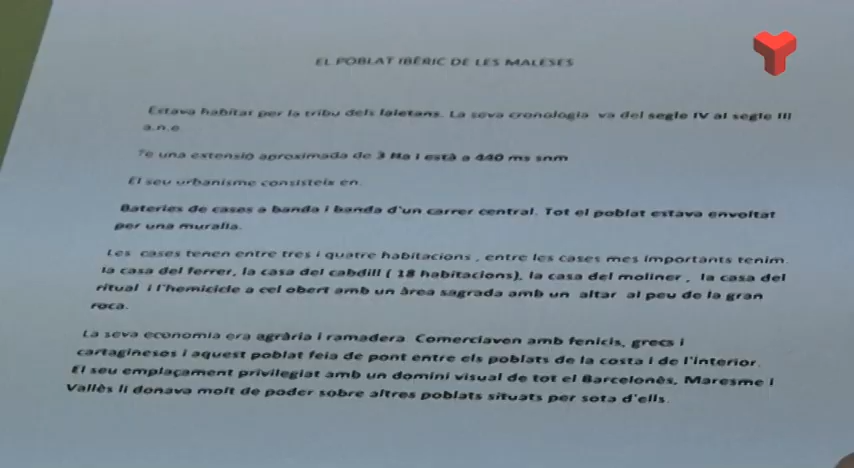 EL POBLAT IBÈRIC DE LES MALESES
Estava habitat per la tribu dels laietans. La seva cronologia va del segle IV al segle III
a.n.e
Te una extensió aproximada de 3 Ha i està a 440 ms snm
El seu urbanisme consisteix en:
Bateries de cases a banda i banda d'un carrer central. Tot el poblat estava envoltat
per una muralla.
Les cases tenen entre tres i quatre habitacions , entre les cases mes importants tenim
la casa del ferrer, la casa del cabdill ( 18 habitacions), la casa del moliner , la casa del
ritual i l'hemicicle a cel obert amb un àrea sagrada amb un altar al peu de la gran
roca.
La seva economia era agrària i ramadera Comerciaven amb fenicis, grecs i
cartaginesos i aquest poblat feia de pont entre els poblats de la costa i de l'interior.
El seu emplaçament privilegiat amb un domini visual de tot el Barcelonès, Maresme i
Vallès li donava molt de poder sobre altres poblats situats per sota d'ells.